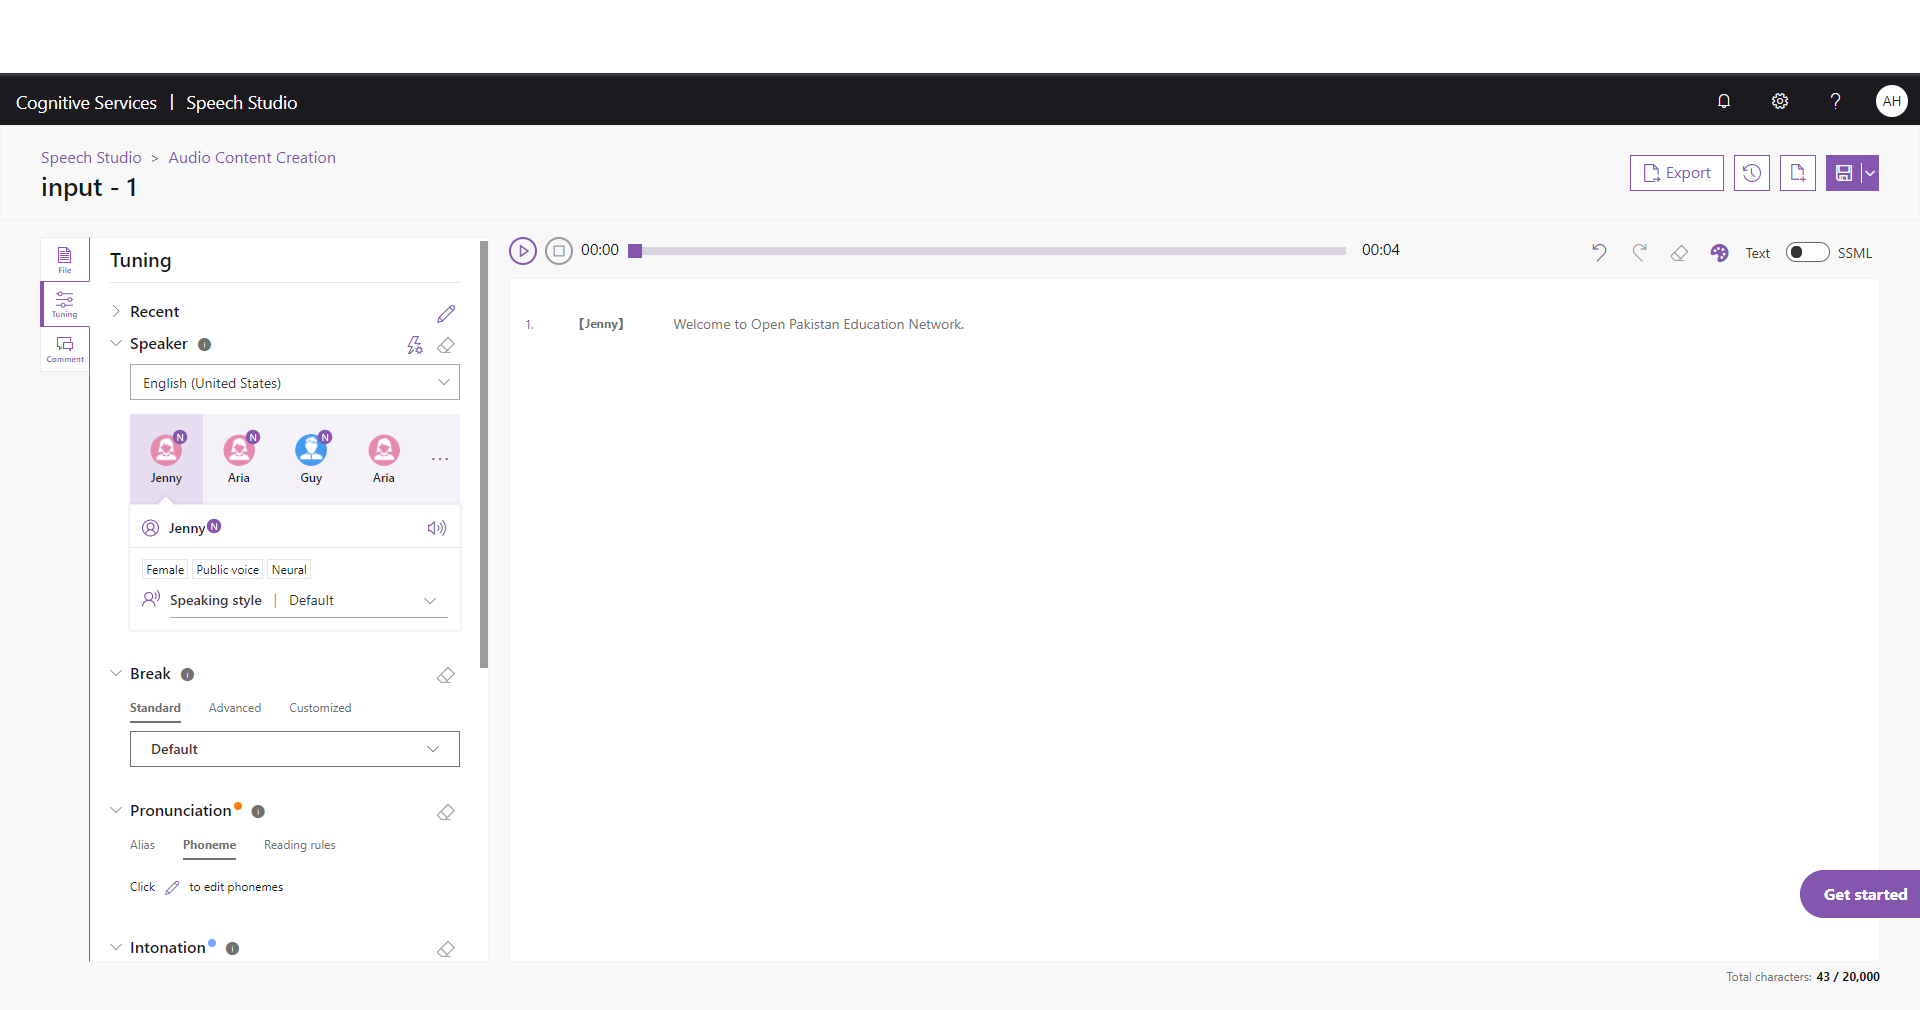 Cognitive Services | Speech Studio
? AH
Speech Studio > Audio Content Creation
input - 1
Export
File
Tuning
Comment
Tuning
Recent
Speaker
English (United States)
N N N
Jenny Aria Guy Aria ...
Jenny N
Female Public voice Neural
Speaking style | Default
Break
Standard Advanced Customized
Default
Pronunciation
Alias Phoneme Reading rules
Click to edit phonemes
Intonation
00:00 00:04
Text SSML
1. 【Jenny】 Welcome to Open Pakistan Education Network.
Get started
Total characters: 43 / 20,000